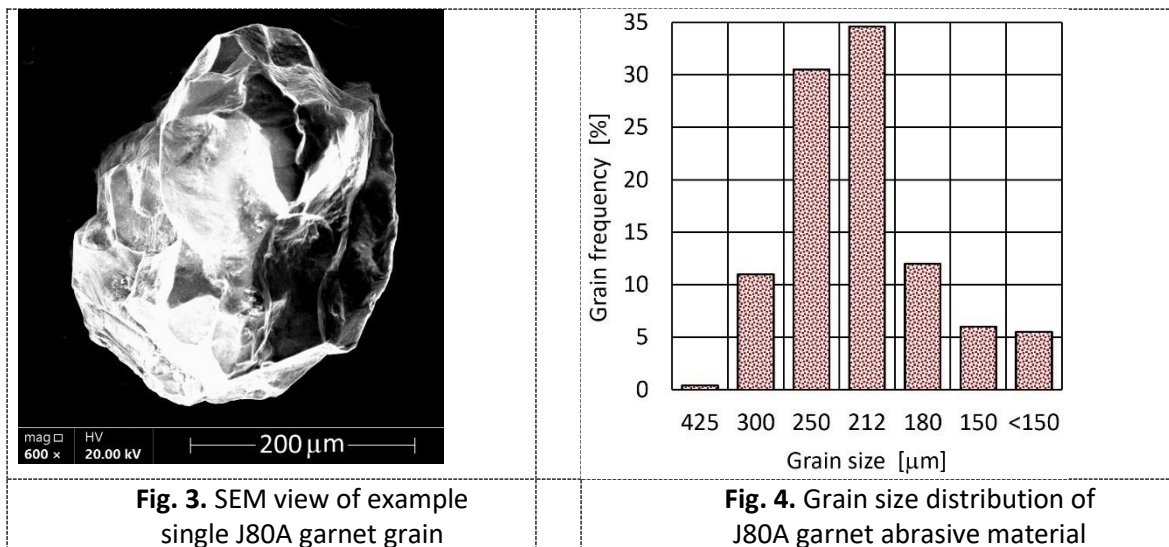 mag HV
600 × 20.00 kV
200 μm
Fig. 3. SEM view of example
single J80A garnet grain
35
30
25
20
15
10
5
0
Grain frequency [%]
425 300 250 212 180 150 <150
Grain size [μm]
Fig. 4. Grain size distribution of
J80A garnet abrasive material